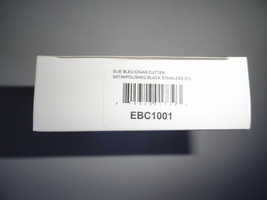 ELIE BLEU CIGAR CUTTER
SATIN/POLISHED BLACK STAINLESS STL
EBC1001